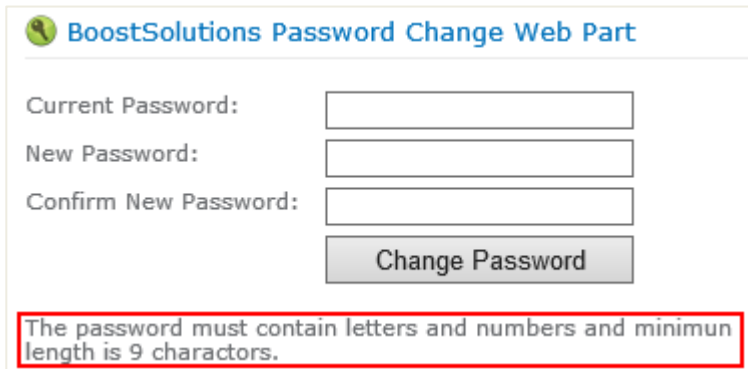 BoostSolutions Password Change Web Part
Current Password:
New Password:
Confirm New Password:
Change Password
The password must contain letters and numbers and minimun
length is 9 charactors.